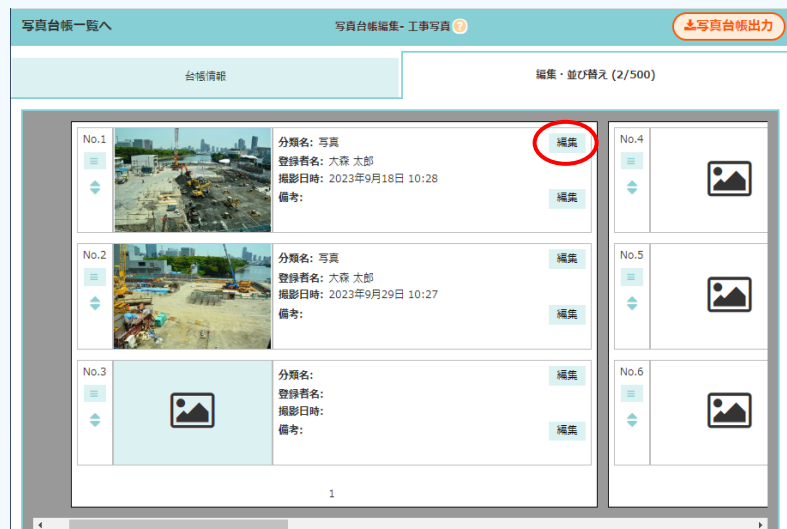 写真台帳一覧へ
写真台帳編集- 工事写真 ?
写真台帳出力
台帳情報
編集・並び替え (2/500)
No.1
分類名: 写真
編集
登録者名: 大森 太郎
撮影日時: 2023年9月18日 10:28
備考:
編集
No.2
分類名: 写真
編集
登録者名: 大森 太郎
撮影日時: 2023年9月29日 10:27
備考:
編集
No.3
分類名:
編集
登録者名:
撮影日時:
備考:
編集
1
No.4
No.5
No.6